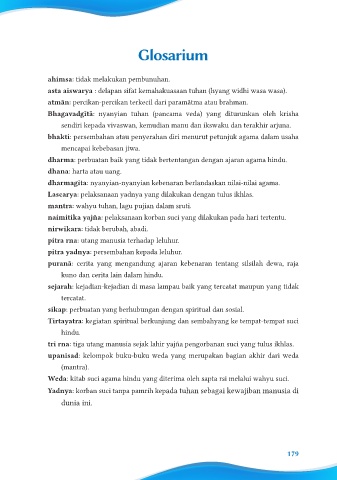 Glosarium
ahimsa: tidak melakukan pembunuhan.
asta aiswarya : delapan sifat kemahakuasaan tuhan (hyang widhi wasa wasa).
atmān: percikan-percikan terkecil dari paramātma atau brahman.
Bhagavadgītā: nyanyian tuhan (pancama veda) yang diturunkan oleh krisha
sendiri kepada vivaswan, kemudian manu dan ikswaku dan terakhir arjuna.
bhakti: persembahan atau penyerahan diri menurut petunjuk agama dalam usaha
mencapai kebebasan jiwa.
dharma: perbuatan baik yang tidak bertentangan dengan ajaran agama hindu.
dhana: harta atau uang.
dharmagita: nyanyian-nyanyian kebenaran berlandaskan nilai-nilai agama.
Lascarya: pelaksanaan yadnya yang dilakukan dengan tulus ikhlas.
mantra: wahyu tuhan, lagu pujian dalam sruti.
naimitika yajña: pelaksanaan korban suci yang dilakukan pada hari tertentu.
nirwikara: tidak berubah, abadi.
pitra rna: utang manusia terhadap leluhur.
pitra yadnya: persembahan kepada leluhur.
puranā: cerita yang mengandung ajaran kebenaran tentang silsilah dewa, raja
kuno dan cerita lain dalam hindu.
sejarah: kejadian-kejadian di masa lampau baik yang tercatat maupun yang tidak
tercatat.
sikap: perbuatan yang berhubungan dengan spiritual dan sosial.
Tirtayatra: kegiatan spiritual berkunjung dan sembahyang ke tempat-tempat suci
hindu.
tri rna: tiga utang manusia sejak lahir yajña pengorbanan suci yang tulus ikhlas.
upanisad: kelompok buku-buku weda yang merupakan bagian akhir dari weda
(mantra).
Weda: kitab suci agama hindu yang diterima oleh sapta rsi melalui wahyu suci.
Yadnya: korban suci tanpa pamrih kepada tuhan sebagai kewajiban manusia di
dunia ini.
179